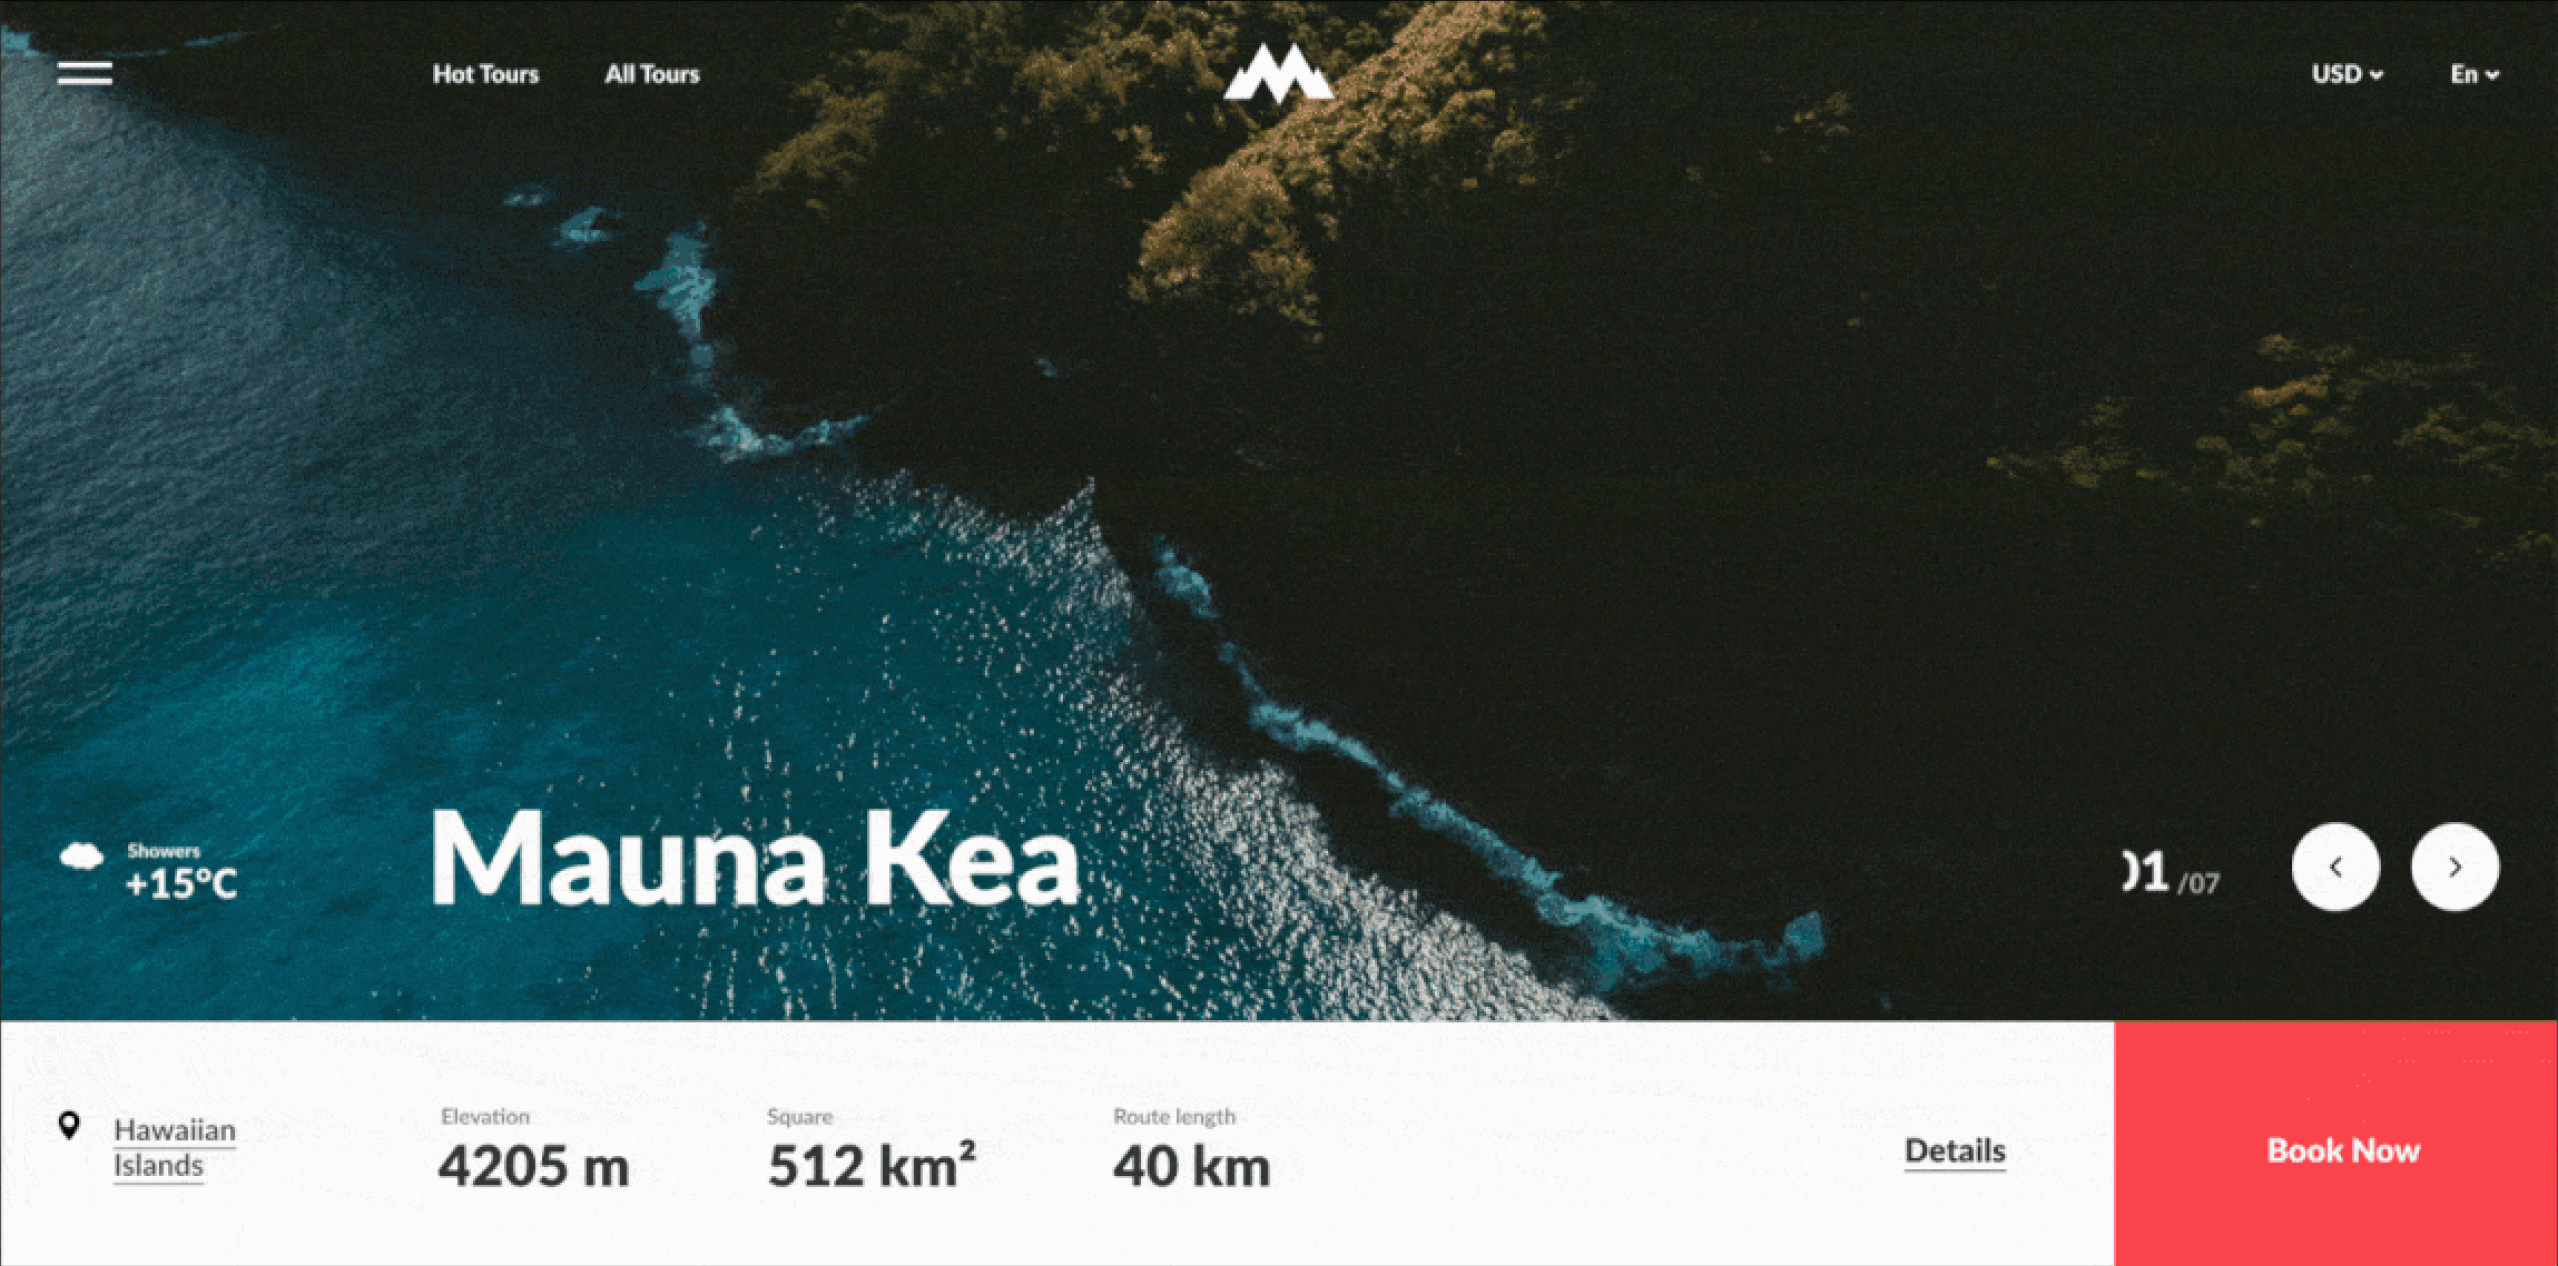 Hot Tours
All Tours
USD
En
Showers
+15°C
Mauna Kea
01 /07
Hawaiian
Islands
Elevation
4205 m
Square
512 km²
Route length
40 km
Details
Book Now